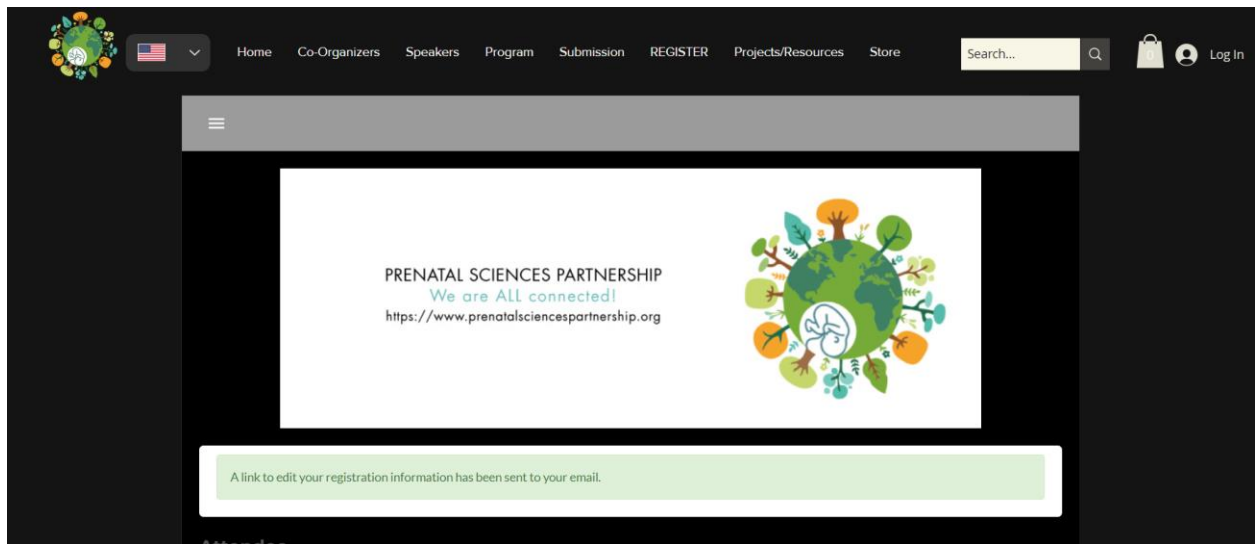 Home Co-Organizers Speakers Program Submission REGISTER Projects/Resources Store Search... 0 Log In
PRENATAL SCIENCES PARTNERSHIP
We are ALL connected!
https://www.prenatalsciencespartnership.org
A link to edit your registration information has been sent to your email.